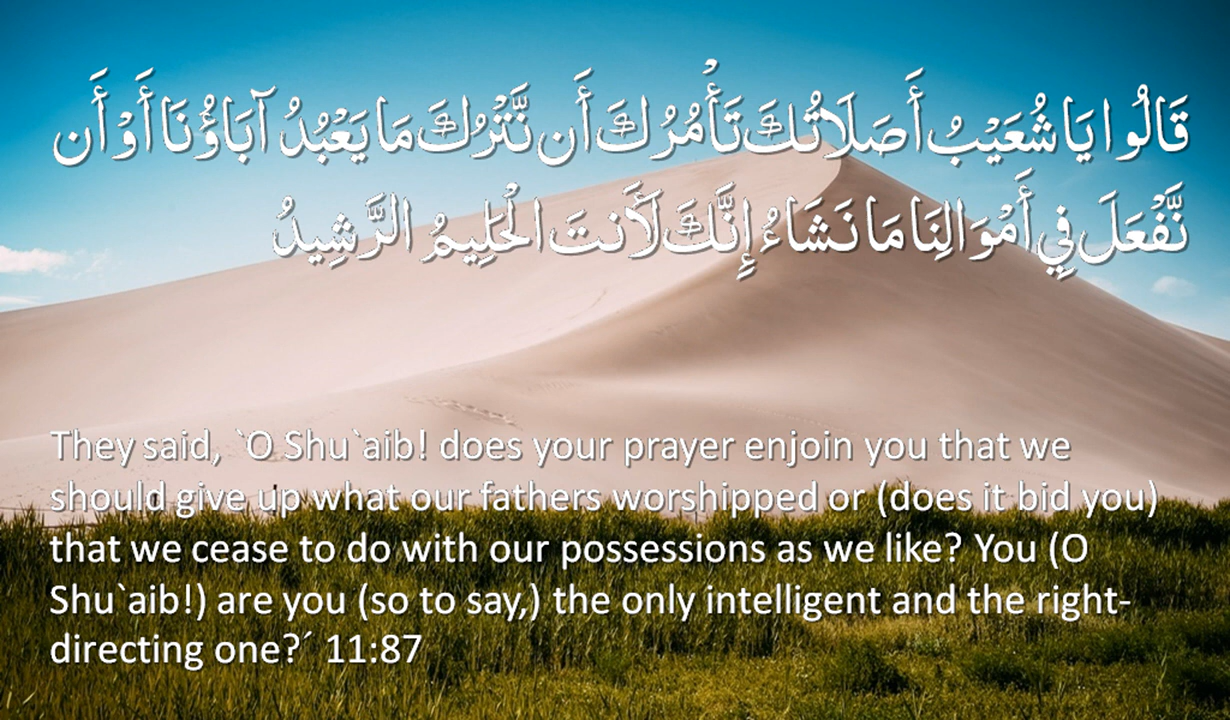 قَالُوا يَا شُعَيْبُ أَصَلَاتُكَ تَأْمُرُكَ أَن نَّتْرُكَ مَا يَعْبُدُ آبَاؤُنَا أَوْ أَن
نَّفْعَلَ فِي أَمْوَالِنَا مَا نَشَاءُ إِنَّكَ لَأَنتَ الْحَلِيمُ الرَّشِيدُ
They said, `O Shu`aib! does your prayer enjoin you that we
should give up what our fathers worshipped or (does it bid you)
that we cease to do with our possessions as we like? You (O
Shu`aib!) are you (so to say,) the only intelligent and the right-
directing one?´ 11:87